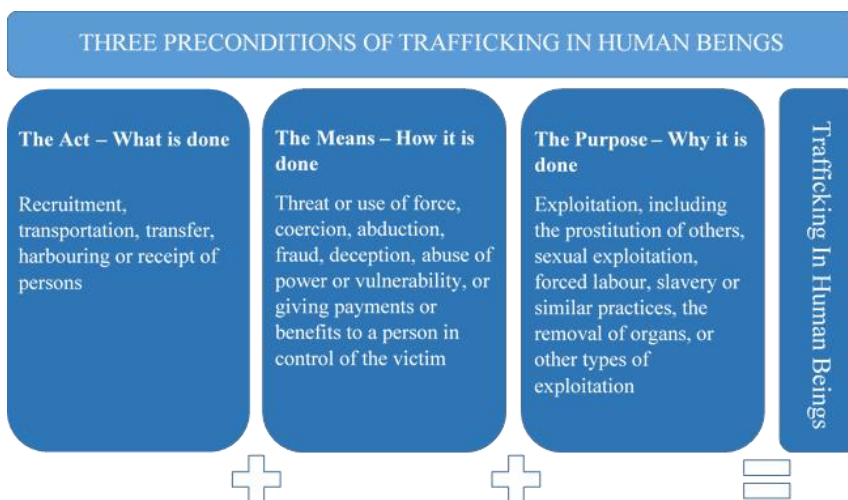 THREE PRECONDITIONS OF TRAFFICKING IN HUMAN BEINGS
The Act – What is done
Recruitment,
transportation, transfer,
harbouring or receipt of
persons
The Means – How it is
done
Threat or use of force,
coercion, abduction,
fraud, deception, abuse of
power or vulnerability, or
giving payments or
benefits to a person in
control of the victim
The Purpose – Why it is
done
Exploitation, including
the prostitution of others,
sexual exploitation,
forced labour, slavery or
similar practices, the
removal of organs, or
other types of
exploitation
Trafficking In Human Beings